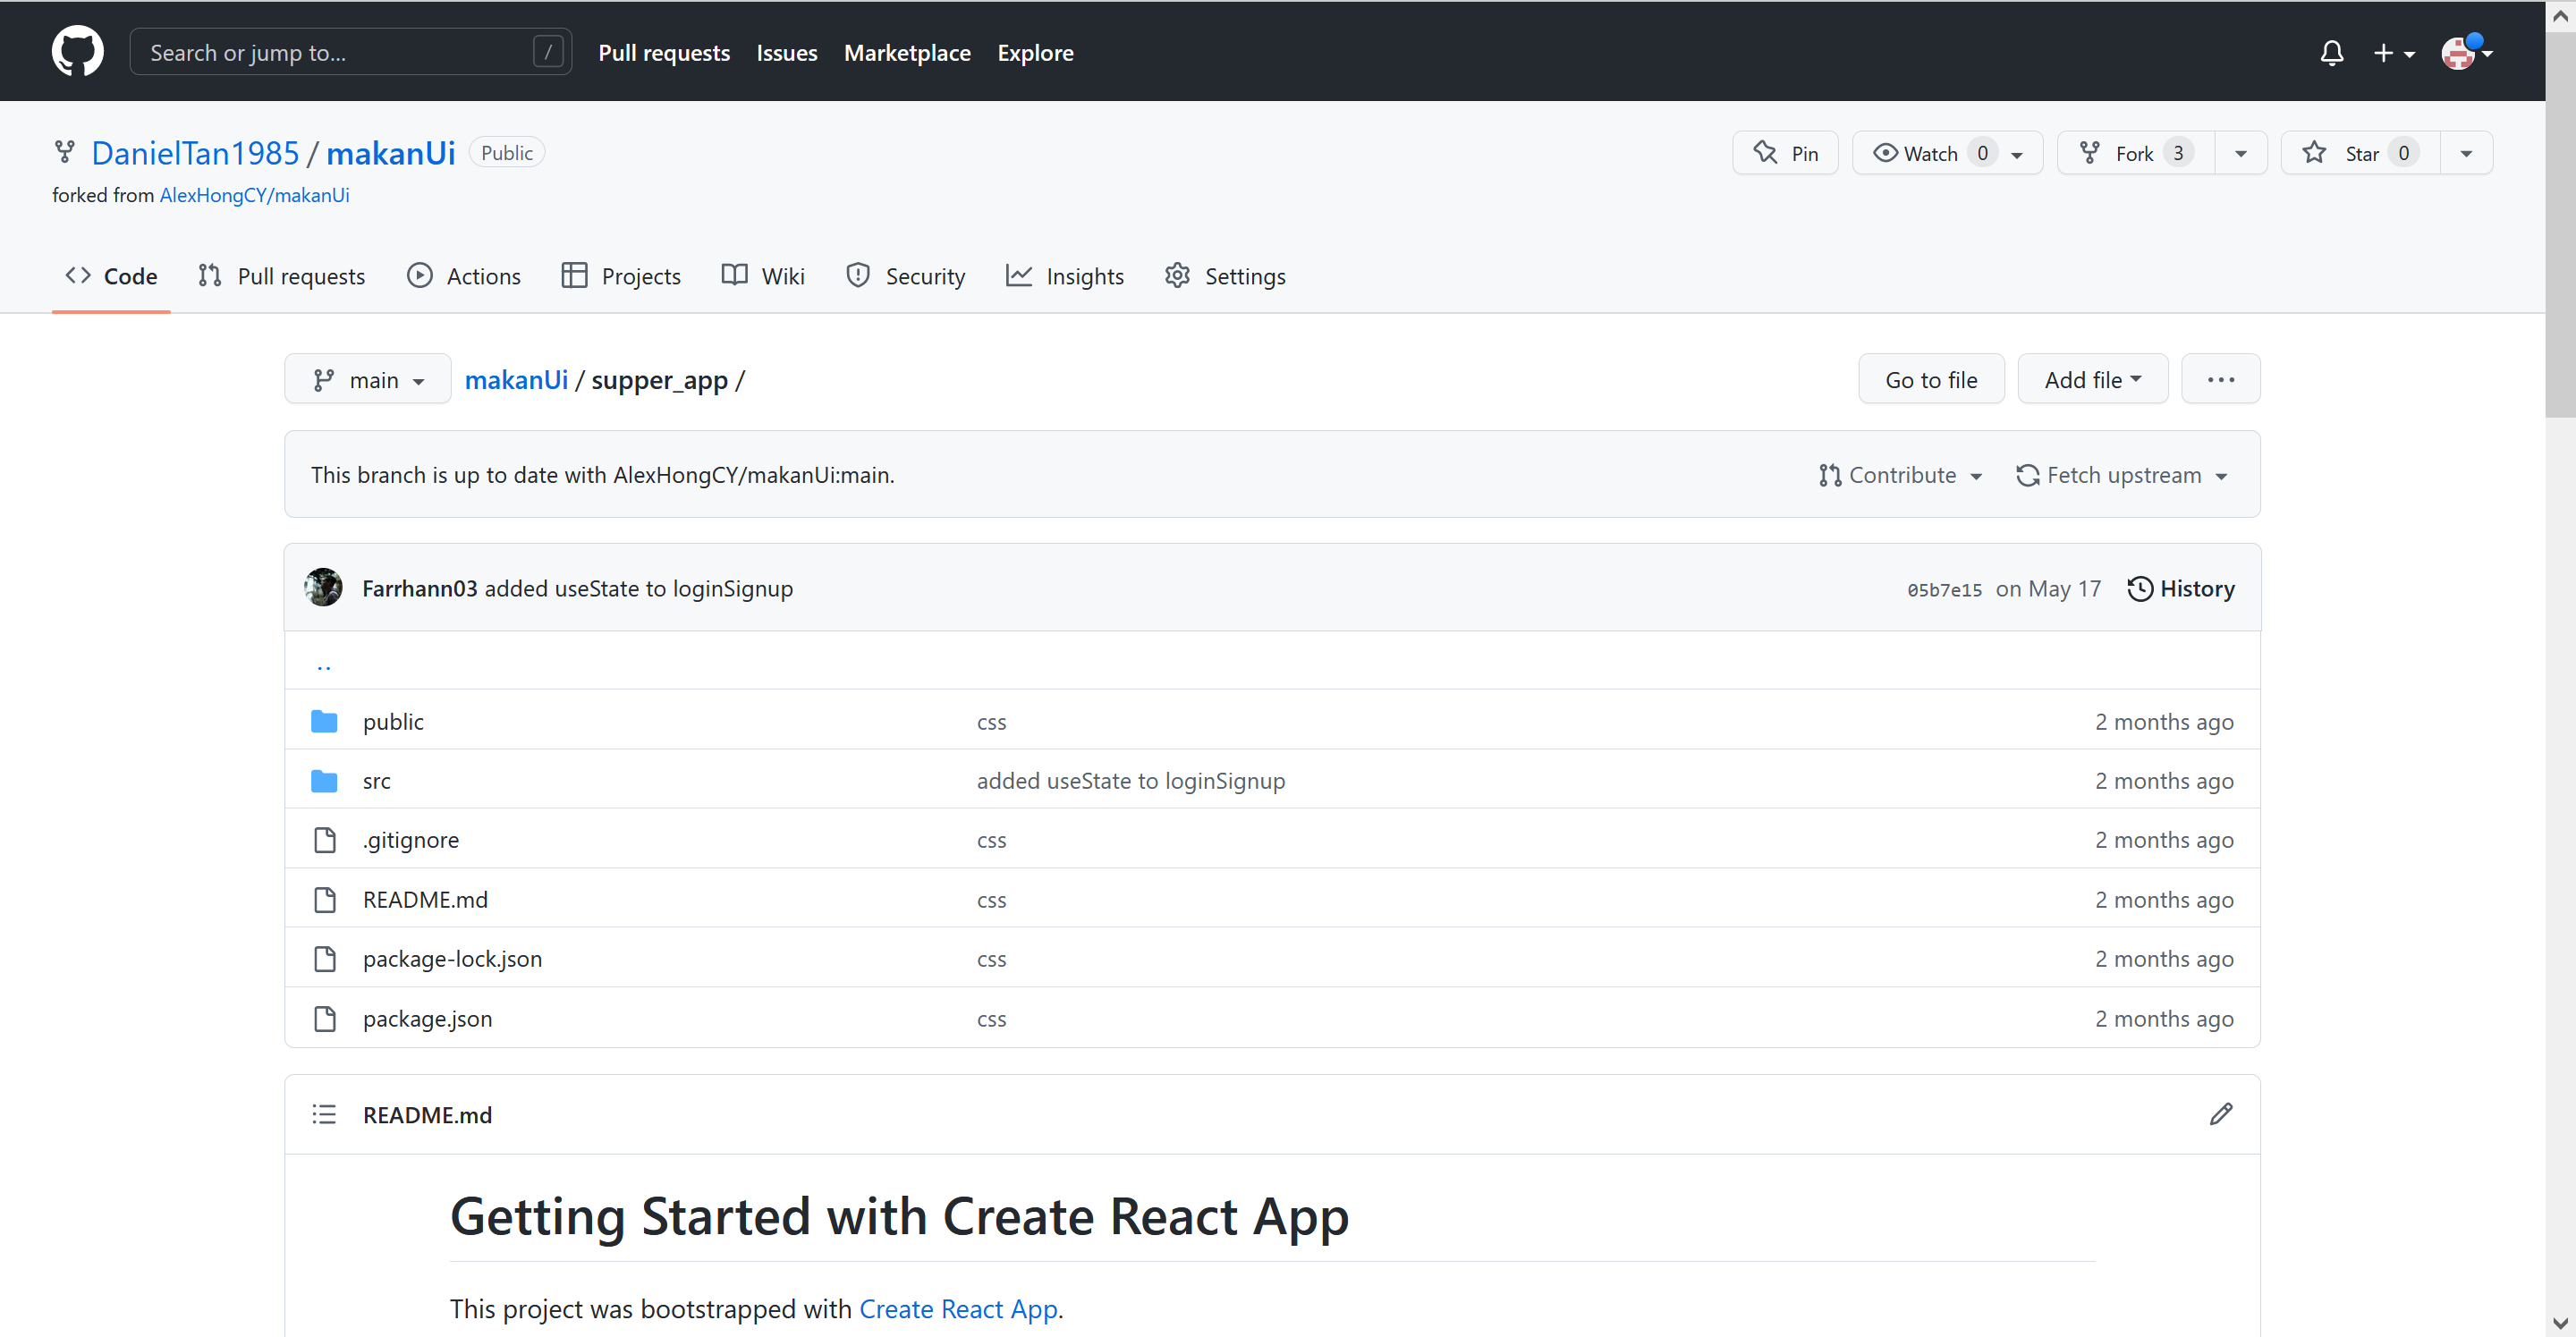 Search or jump to... / Pull requests Issues Marketplace Explore
DanielTan1985 / makanUi Public Pin Watch 0 Fork 3 Star 0
forked from AlexHongCY/makanUi
Code Pull requests Actions Projects Wiki Security Insights Settings
main makanUi / supper_app / Go to file Add file ...
This branch is up to date with AlexHongCY/makanUi:main. Contribute Fetch upstream
Farrhann03 added useState to loginSignup 05b7e15 on May 17 History
..
public css 2 months ago
src added useState to loginSignup 2 months ago
.gitignore css 2 months ago
README.md css 2 months ago
package-lock.json css 2 months ago
package.json css 2 months ago
README.md
Getting Started with Create React App
This project was bootstrapped with Create React App.